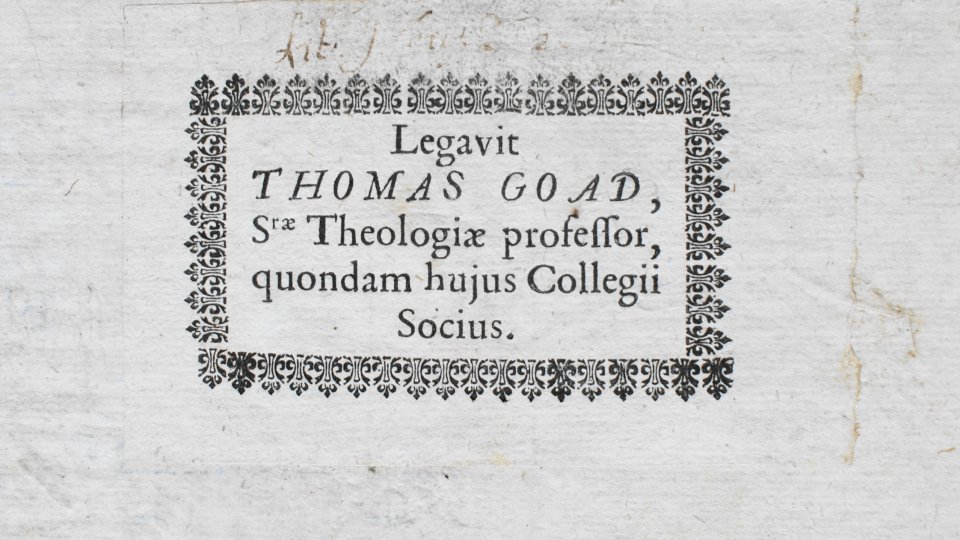 Legavit
THOMAS GOAD,
Sræ Theologiæ profeſſor,
quondam hujus Collegii
Socius.